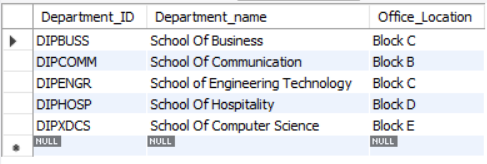 Department_ID Department_name Office_Location
DIPBUSS School Of Business Block C
DIPCOMM School Of Communication Block B
DIPENGR School of Engineering Technology Block C
DIPHOSP School Of Hospitality Block D
DIPXDCS School Of Computer Science Block E
NULL NULL NULL